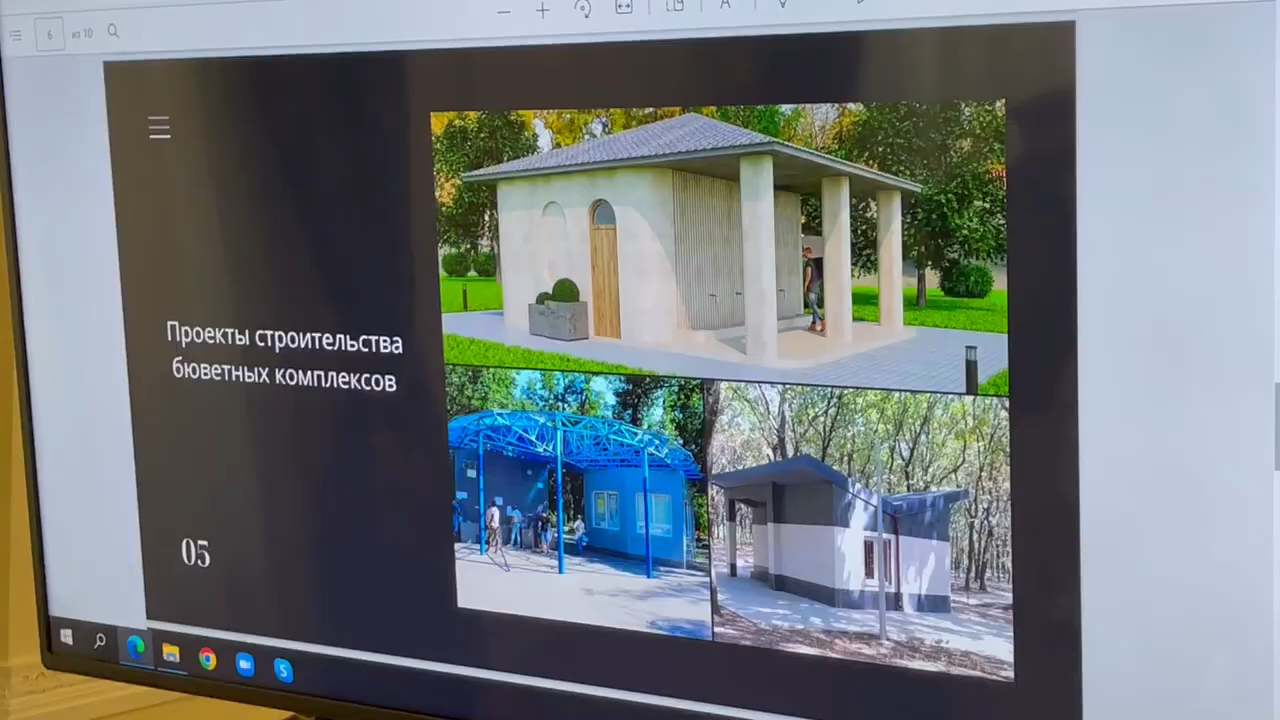 6 из 10
Проекты строительства
бюветных комплексов
05